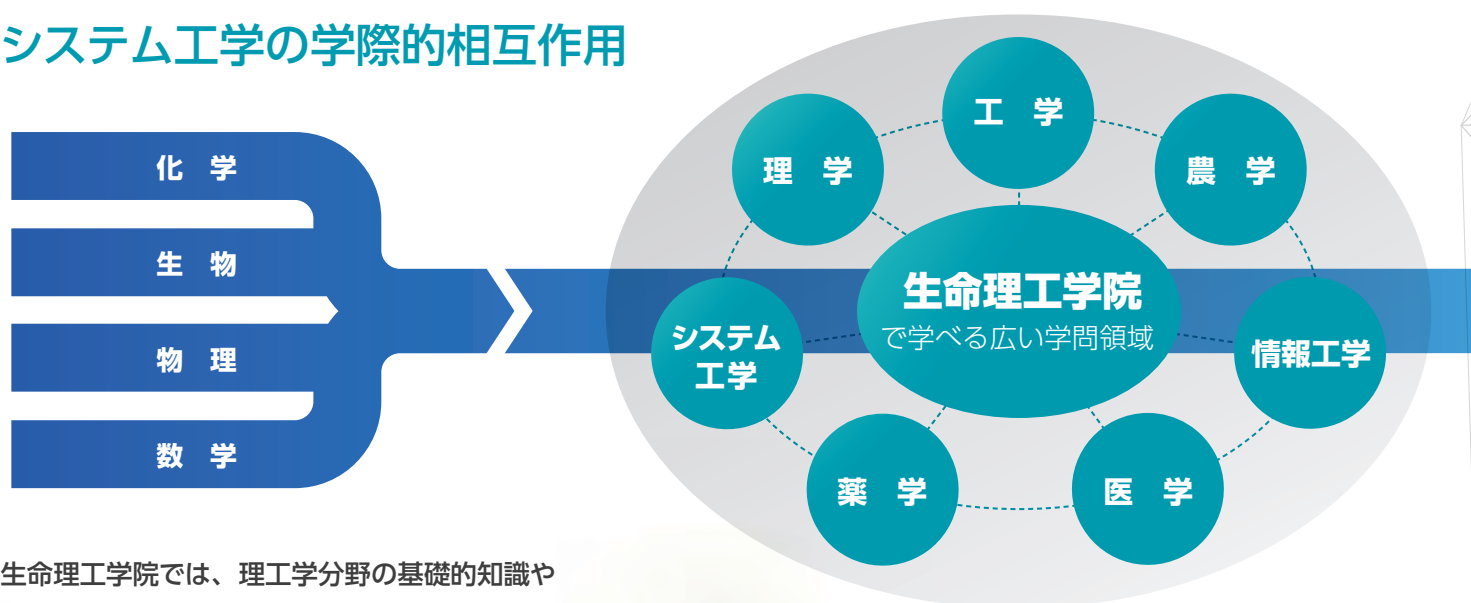 システム工学の学際的相互作用
化　学
生　物
物　理
数　学
工　学
理　学
農　学
生命理工学院
で学べる広い学問領域
システム
工学
情報工学
薬　学
医　学
生命理工学院では、理工学分野の基礎的知識や